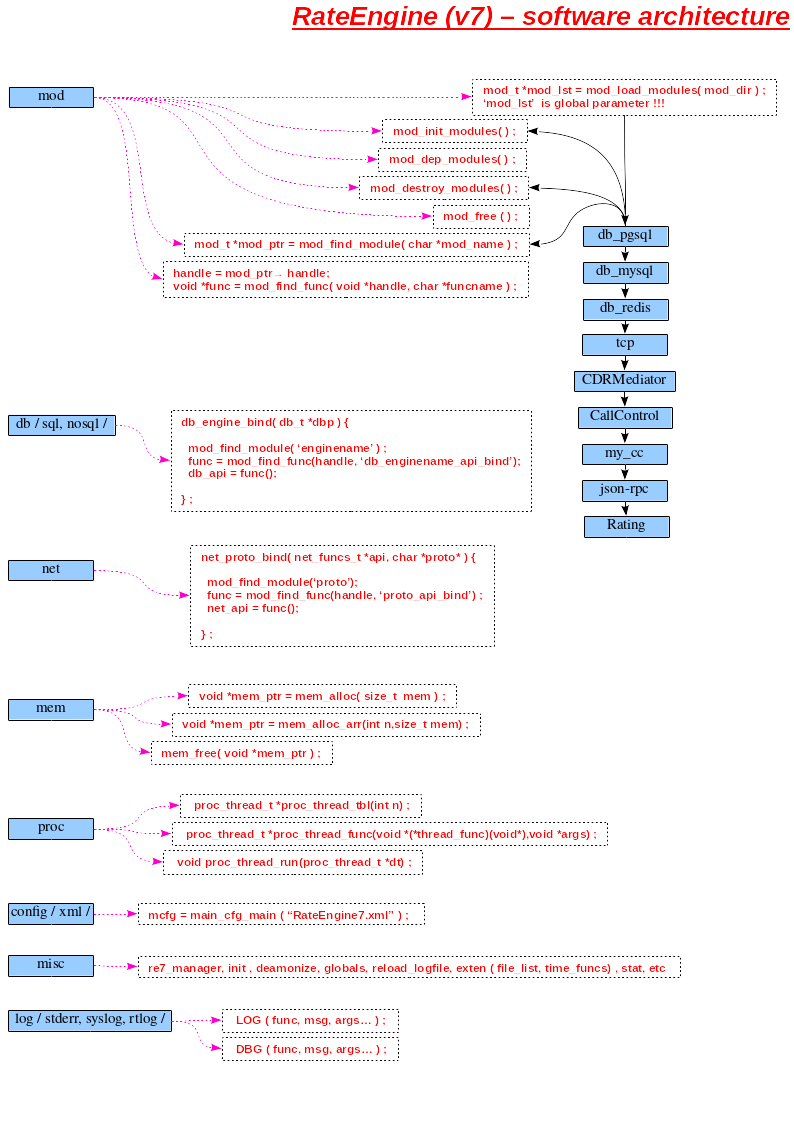 RateEngine (v7) – software architecture
mod
mod_t *mod_lst = mod_load_modules( mod_dir ) ;
‘mod_lst’ is global parameter !!!
mod_init_modules( ) ;
mod_dep_modules( ) ;
mod_destroy_modules( ) ;
mod_free ( ) ;
mod_t *mod_ptr = mod_find_module( char *mod_name ) ;
handle = mod_ptr→ handle;
void *func = mod_find_func( void *handle, char *funcname ) ;
db_pgsql
db_mysql
db_redis
tcp
CDRMediator
CallControl
my_cc
json-rpc
Rating
db / sql, nosql /
db_engine_bind( db_t *dbp ) {
mod_find_module( ‘enginename’ ) ;
func = mod_find_func(handle, ‘db_enginename_api_bind’);
db_api = func();
} ;
net
net_proto_bind( net_funcs_t *api, char *proto* ) {
mod_find_module(‘proto’);
func = mod_find_func(handle, ‘proto_api_bind’) ;
net_api = func();
} ;
mem
void *mem_ptr = mem_alloc( size_t mem ) ;
void *mem_ptr = mem_alloc_arr(int n,size_t mem) ;
mem_free( void *mem_ptr ) ;
proc
proc_thread_t *proc_thread_tbl(int n) ;
proc_thread_t *proc_thread_func(void *(*thread_func)(void*),void *args) ;
void proc_thread_run(proc_thread_t *dt) ;
config / xml /
mcfg = main_cfg_main ( “RateEngine7.xml” ) ;
misc
re7_manager, init , deamonize, globals, reload_logfile, exten ( file_list, time_funcs) , stat, etc
log / stderr, syslog, rtlog /
LOG ( func, msg, args... ) ;
DBG ( func, msg, args... ) ;